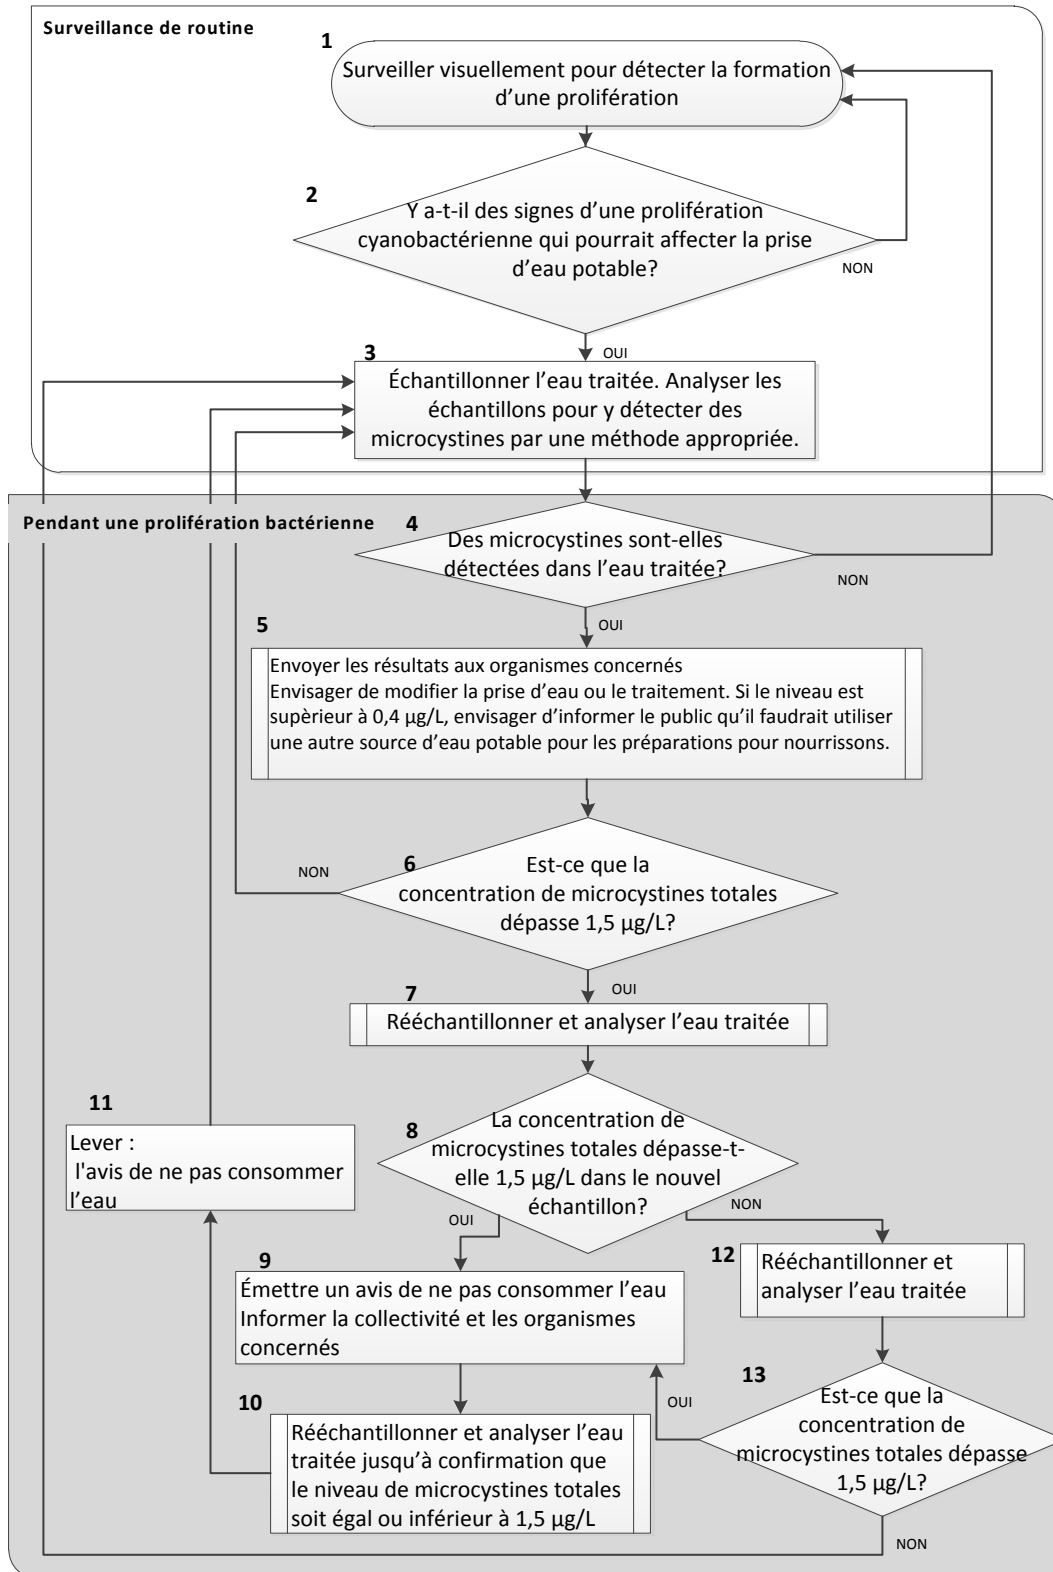 Surveillance de routine
1
Surveiller visuellement pour détecter la formation
d'une prolifération
2
Y a-t-il des signes d'une prolifération
cyanobactérienne qui pourrait affecter la prise
d'eau potable?
NON
OUI
3
Échantillonner l'eau traitée. Analyser les
échantillons pour y détecter des
microcystines par une méthode appropriée.
Pendant une prolifération bactérienne
4
Des microcystines sont-elles
détectées dans l'eau traitée?
NON
OUI
5
Envoyer les résultats aux organismes concernés
Envisager de modifier la prise d'eau ou le traitement. Si le niveau est
supèrieur à 0,4 µg/L, envisager d'informer le public qu'il faudrait utiliser
une autre source d'eau potable pour les préparations pour nourrissons.
6
Est-ce que la
concentration de microcystines totales
dépasse 1,5 µg/L?
NON
OUI
7
Rééchantillonner et analyser l'eau traitée
8
La concentration de
microcystines totales dépasse-t-
elle 1,5 µg/L dans le nouvel
échantillon?
OUI
NON
11
Lever :
l'avis de ne pas consommer
l'eau
9
Émettre un avis de ne pas consommer l'eau
Informer la collectivité et les organismes
concernés
12
Rééchantillonner et
analyser l'eau traitée
10
Rééchantillonner et analyser l'eau
traitée jusqu'à confirmation que
le niveau de microcystines totales
soit égal ou inférieur à 1,5 µg/L
13
Est-ce que la
concentration de
microcystines totales dépasse
1,5 µg/L?
OUI
NON